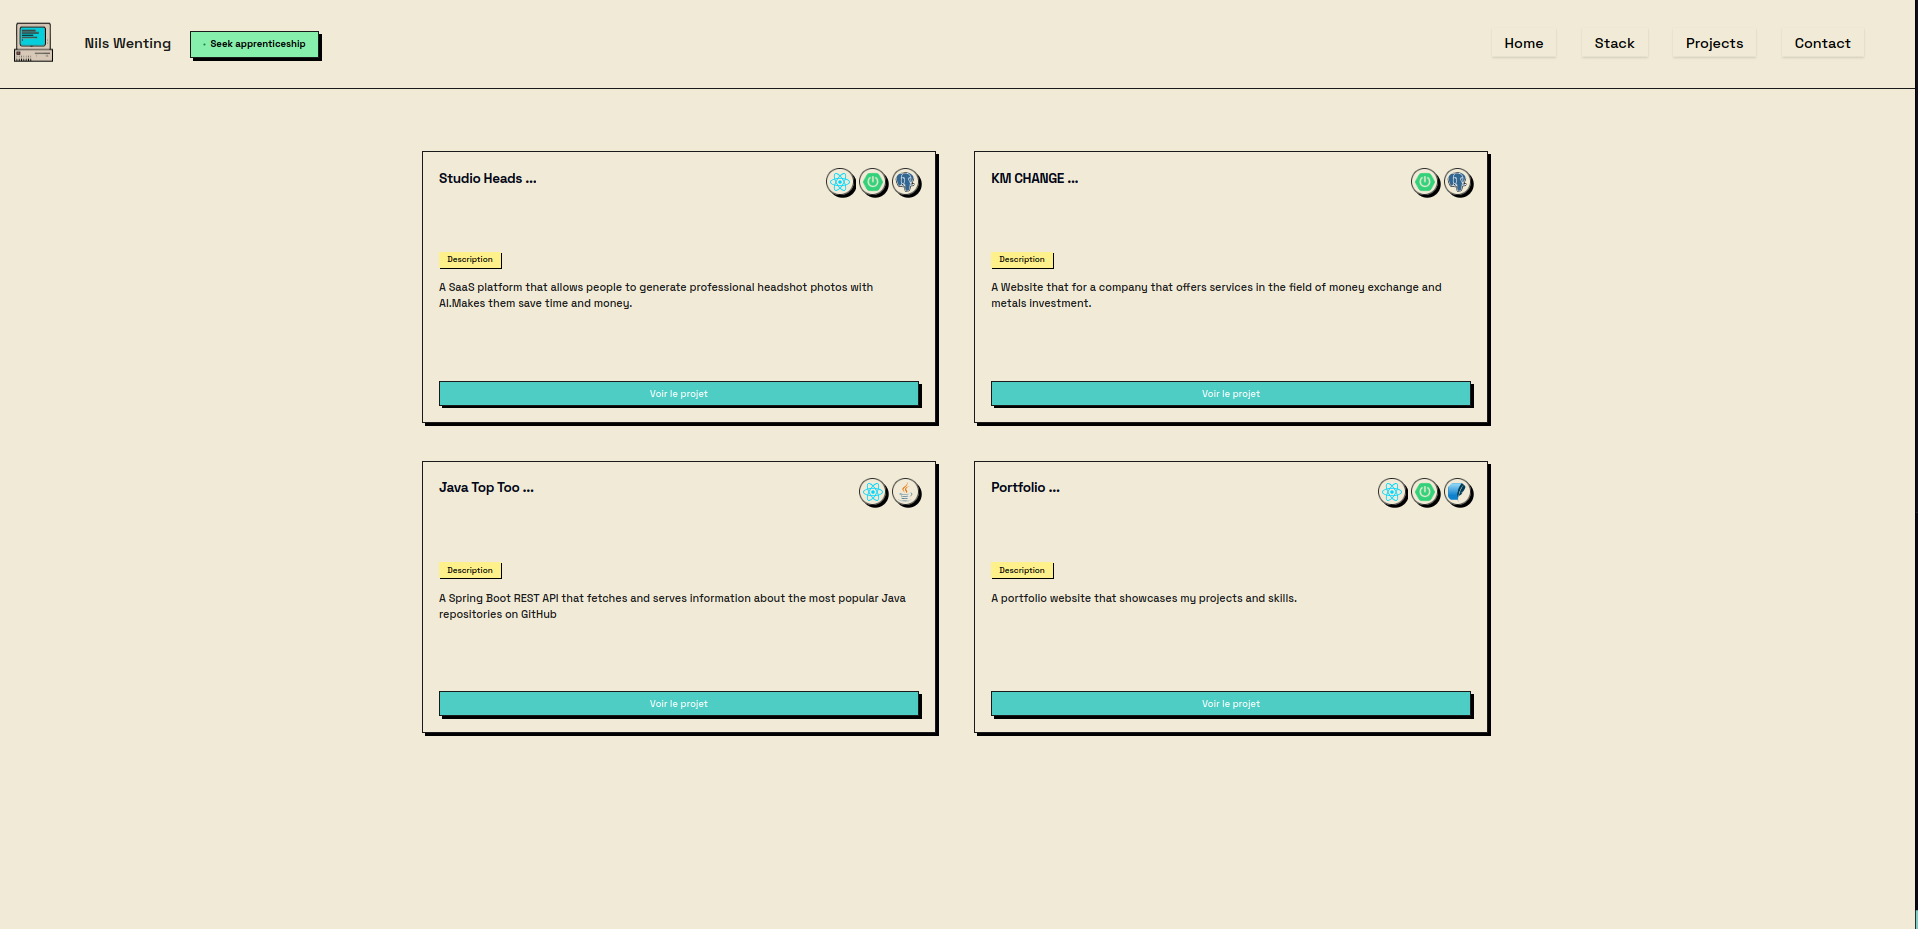 Nils Wenting
· Seek apprenticeship
Home
Stack
Projects
Contact
Studio Heads ...
Description
A SaaS platform that allows people to generate professional headshot photos with
AI.Makes them save time and money.
Voir le projet
KM CHANGE ...
Description
A Website that for a company that offers services in the field of money exchange and
metals investment.
Voir le projet
Java Top Too ...
Description
A Spring Boot REST API that fetches and serves information about the most popular Java
repositories on GitHub
Voir le projet
Portfolio ...
Description
A portfolio website that showcases my projects and skills.
Voir le projet